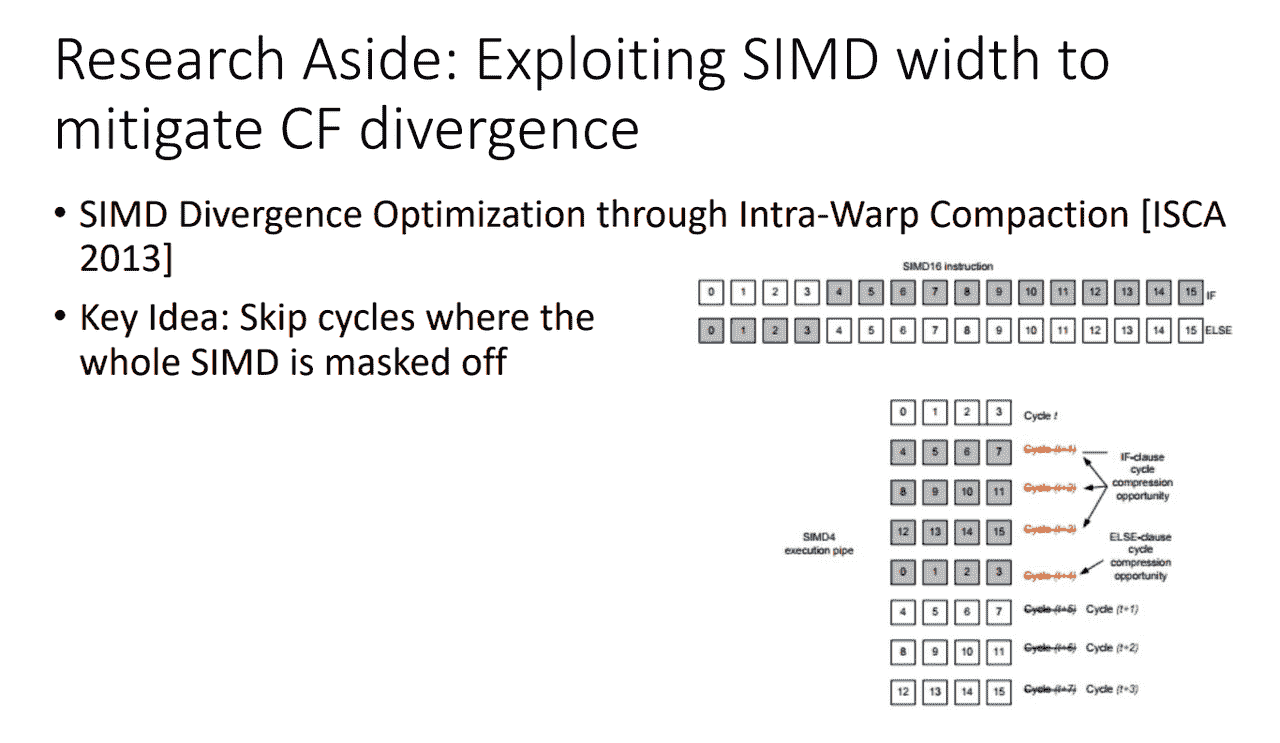 Research Aside: Exploiting SIMD width to
mitigate CF divergence
• SIMD Divergence Optimization through Intra-Warp Compaction [ISCA
2013]
• Key Idea: Skip cycles where the
whole SIMD is masked off
SIMD16 instruction
0 1 2 3 4 5 6 7 8 9 10 11 12 13 14 15 IF
0 1 2 3 4 5 6 7 8 9 10 11 12 13 14 15 ELSE
0 1 2 3 Cycle t
4 5 6 7 Cycle (t+1)
8 9 10 11 Cycle (t+2)
12 13 14 15 Cycle (t+3)
0 1 2 3 Cycle (t+4)
4 5 6 7 Cycle (t+5) Cycle (t+1)
8 9 10 11 Cycle (t+6) Cycle (t+2)
12 13 14 15 Cycle (t+7) Cycle (t+3)
IF-clause
cycle
compression
opportunity
ELSE-clause
cycle
compression
opportunity
SIMD4
execution pipe